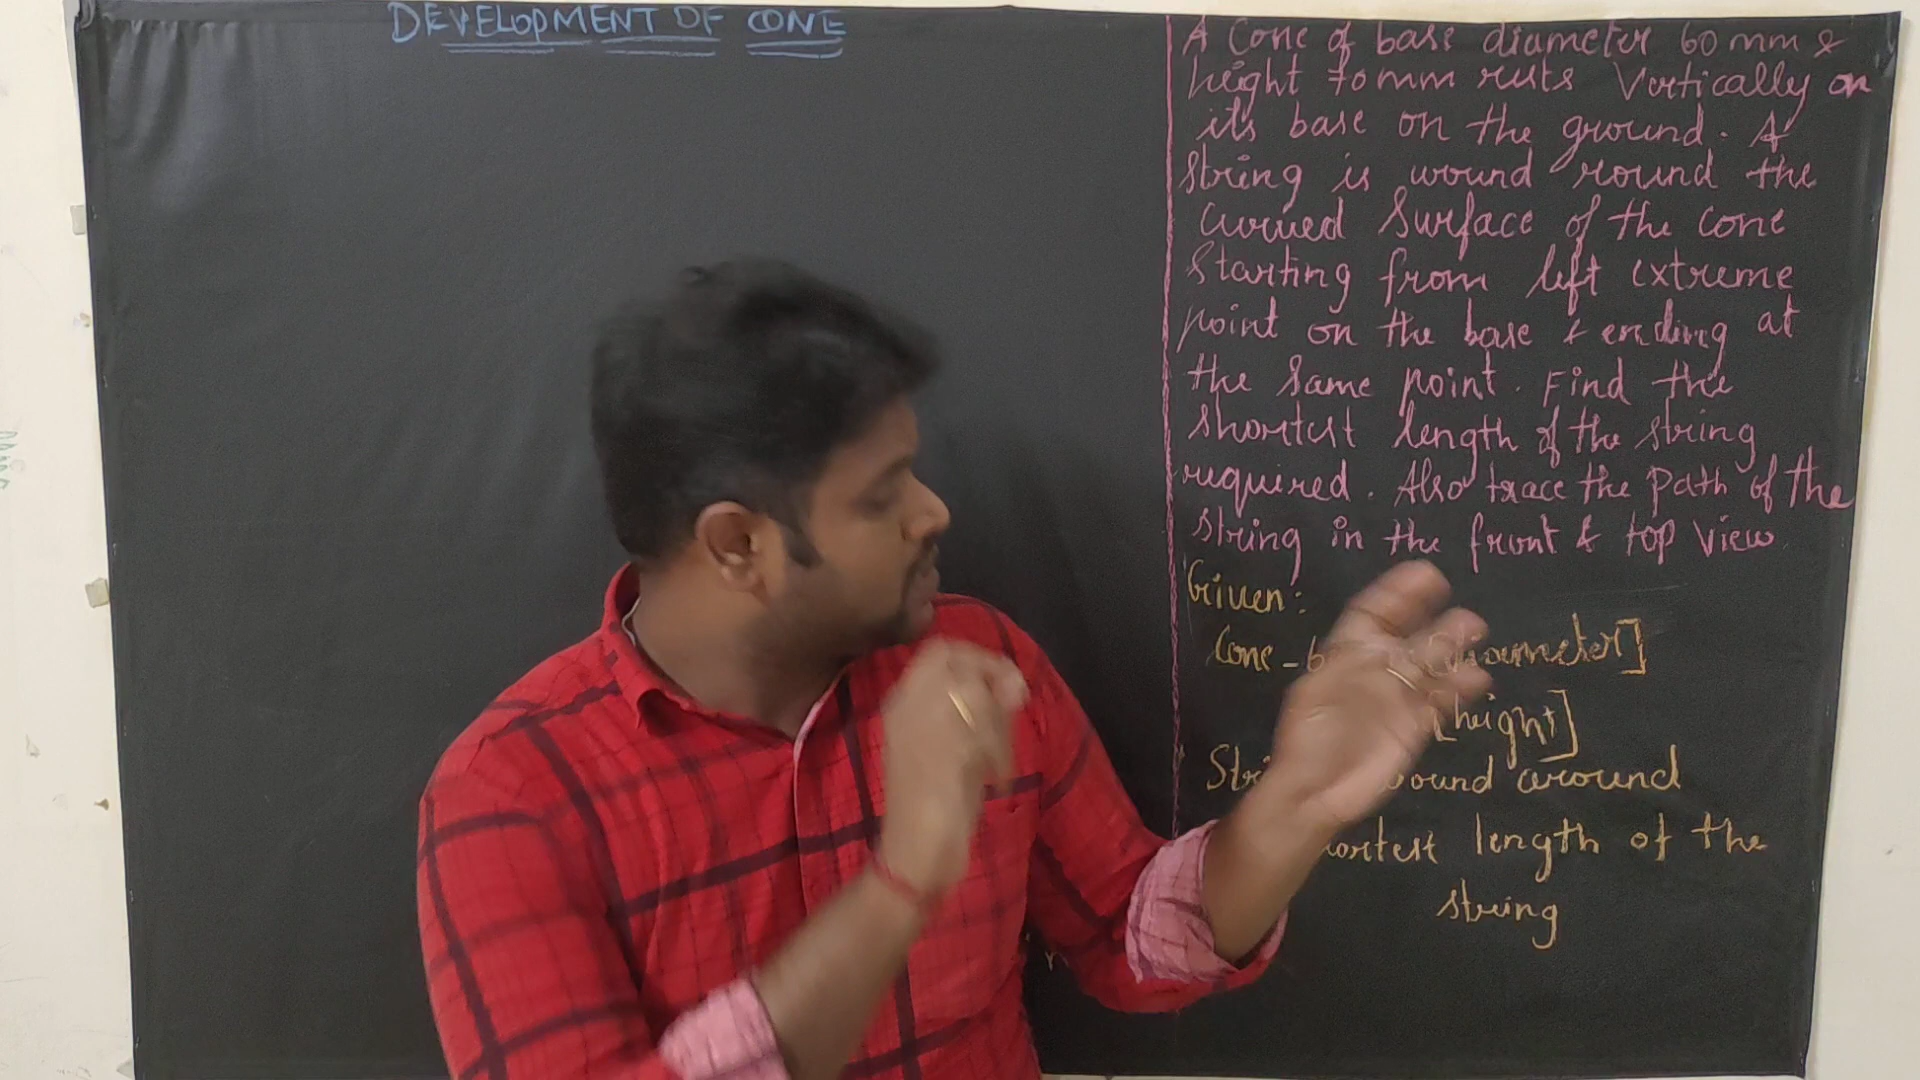 DEVELOPMENT OF CONE
A Cone of base diameter 60 mm &
height 70 mm rests Vertically on
its base on the ground. A
string is wound round the
curved Surface of the cone
Starting from left extreme
point on the base & ending at
the same point. Find the
shortest length of the string
required. Also trace the path of the
string in the front & top view
Given:
Cone - [diameter]
[height]
wound around
length of the
string